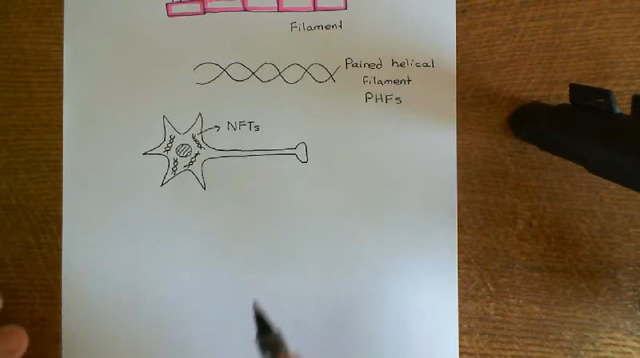 Filament
Paired helical
Filament
PHFs
NFTs